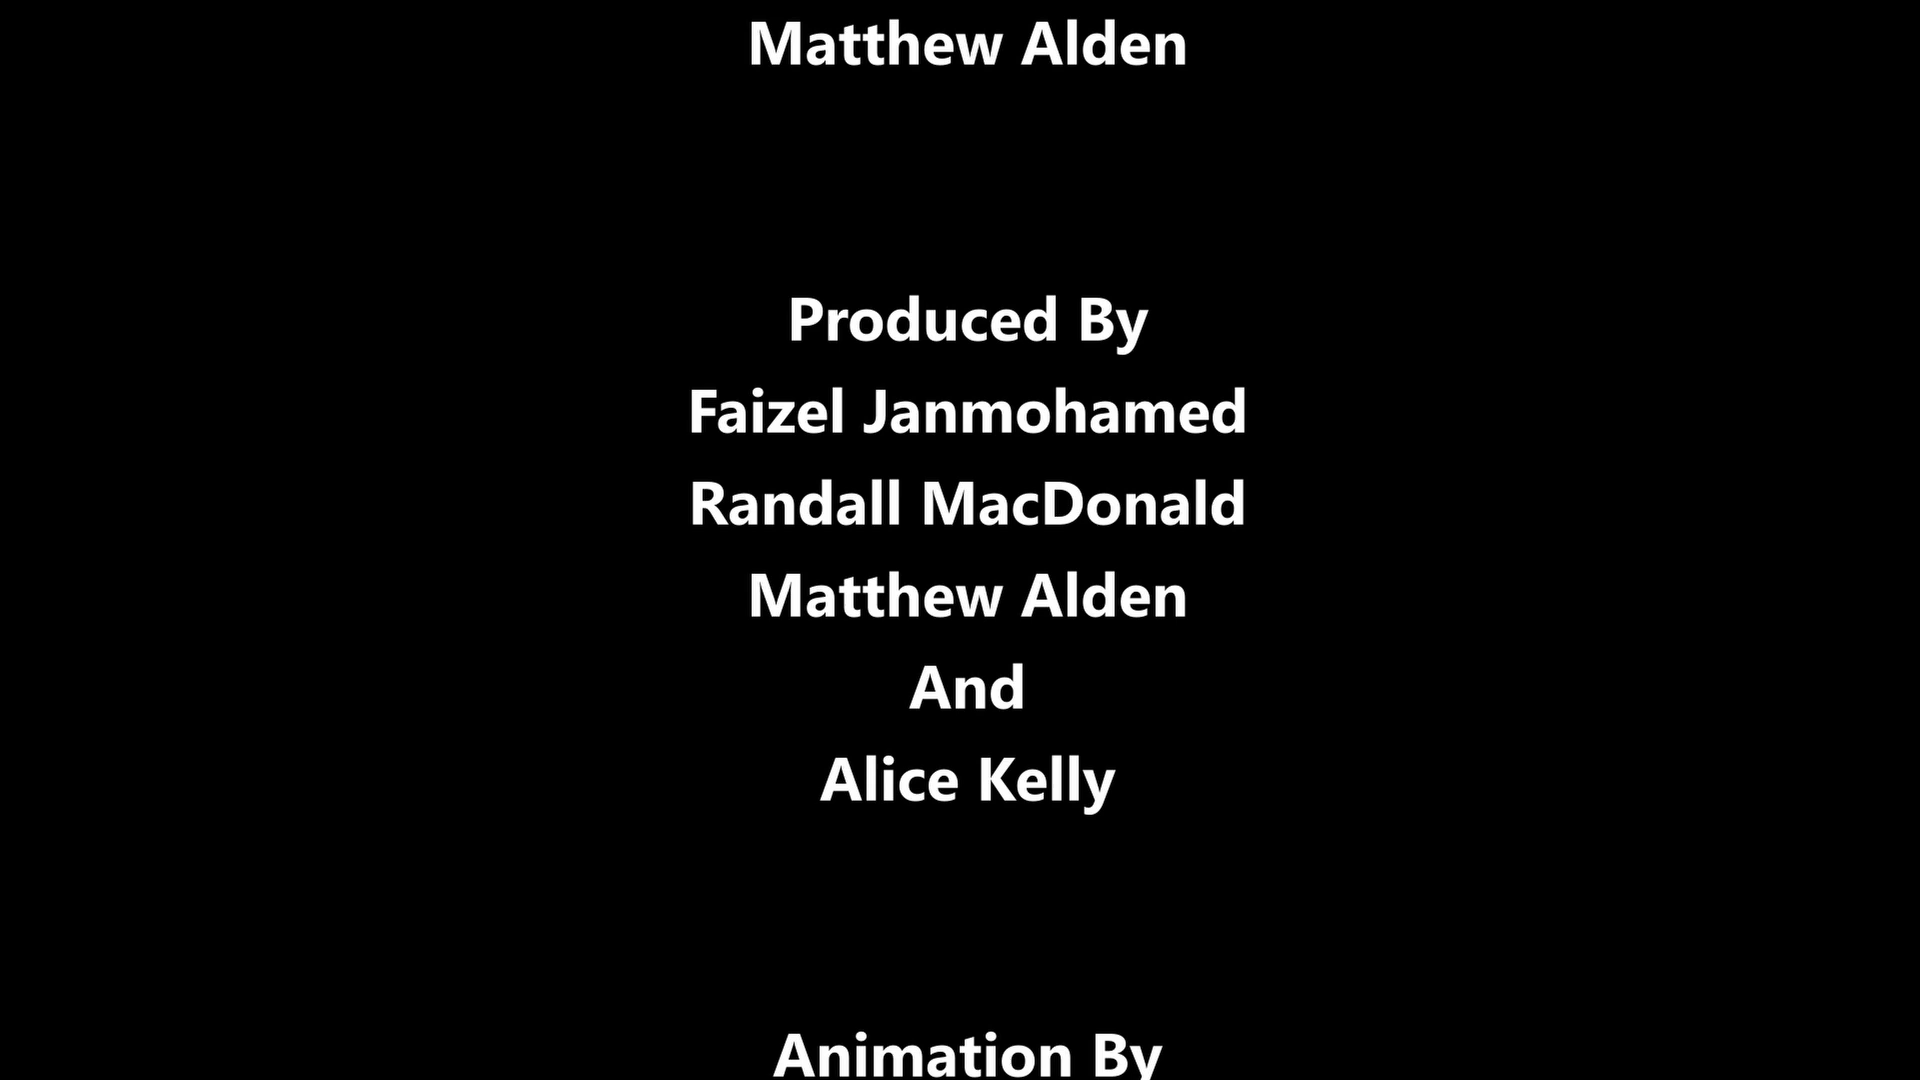 Matthew Alden
Produced By
Faizel Janmohamed
Randall MacDonald
Matthew Alden
And
Alice Kelly
Animation By